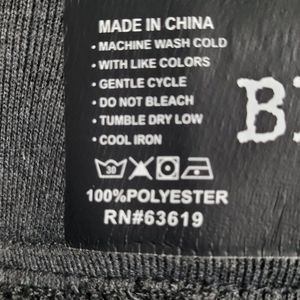 MADE IN CHINA
• MACHINE WASH COLD
• WITH LIKE COLORS
• GENTLE CYCLE
• DO NOT BLEACH
• TUMBLE DRY LOW
• COOL IRON
30
100%POLYESTER
RN#63619